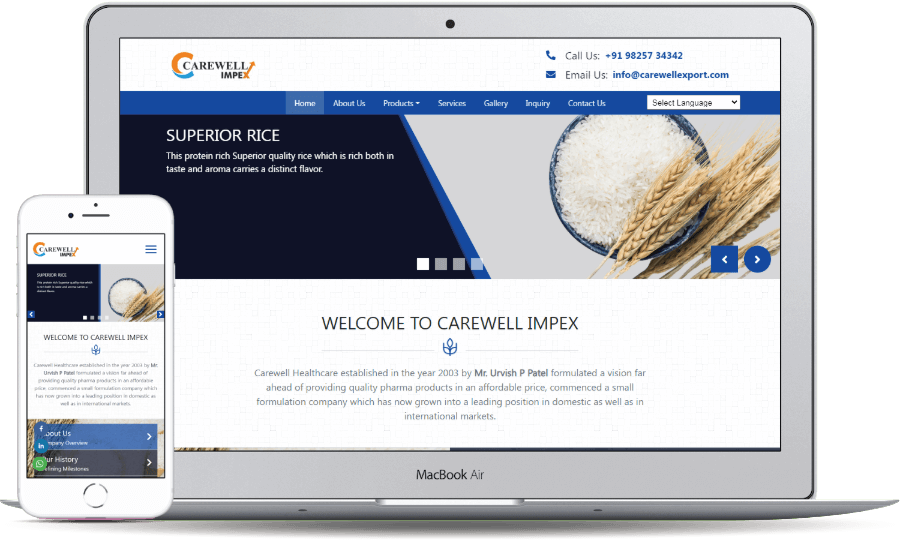 CAREWELL
IMPEX
Call Us: +91 98257 34342
Email Us: info@carewellexport.com
Home About Us Products Services Gallery Inquiry Contact Us Select Language
SUPERIOR RICE
This protein rich Superior quality rice which is rich both in
taste and aroma carries a distinct flavor.
WELCOME TO CAREWELL IMPEX
Carewell Healthcare established in the year 2003 by Mr. Urvish P Patel formulated a vision far
ahead of providing quality pharma products in an affordable price, commenced a small
formulation company which has now grown into a leading position in domestic as well as in
international markets.
MacBook Air
CAREWELL
IMPEX
SUPERIOR RICE
This protein rich Superior quality rice which
is rich both in taste and aroma carries a distinct
flavor.
WELCOME TO CAREWELL IMPEX
Carewell Healthcare established in the year 2003 by Mr.
Urvish P Patel formulated a vision far ahead of
providing quality pharma products in an affordable
price, commenced a small formulation company which
has now grown into a leading position in domestic as
well as in international markets.
out Us
mpany Overview
ur History
efining Milestones